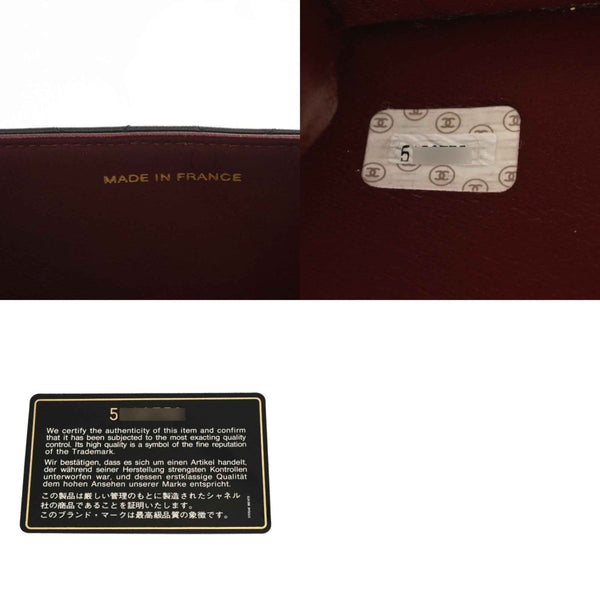 MADE IN FRANCE
5
5
We certify the authenticity of this item and confirm
that it has been subjected to the most exacting quality
control. Its high quality is a symbol of the fine reputation
of the Trademark.
Wir bestätigen, dass es sich um einen Artikel handelt,
der während seiner Herstellung strengsten Kontrollen
unterworfen war, und dessen erstklassige Qualität
dem hohen Ansehen unserer Marke entspricht.
この製品は厳しい管理のもとに製造されたシャネル
社の商品であることを証明いたします。
このブランド・マークは最高級品質の象徴です。